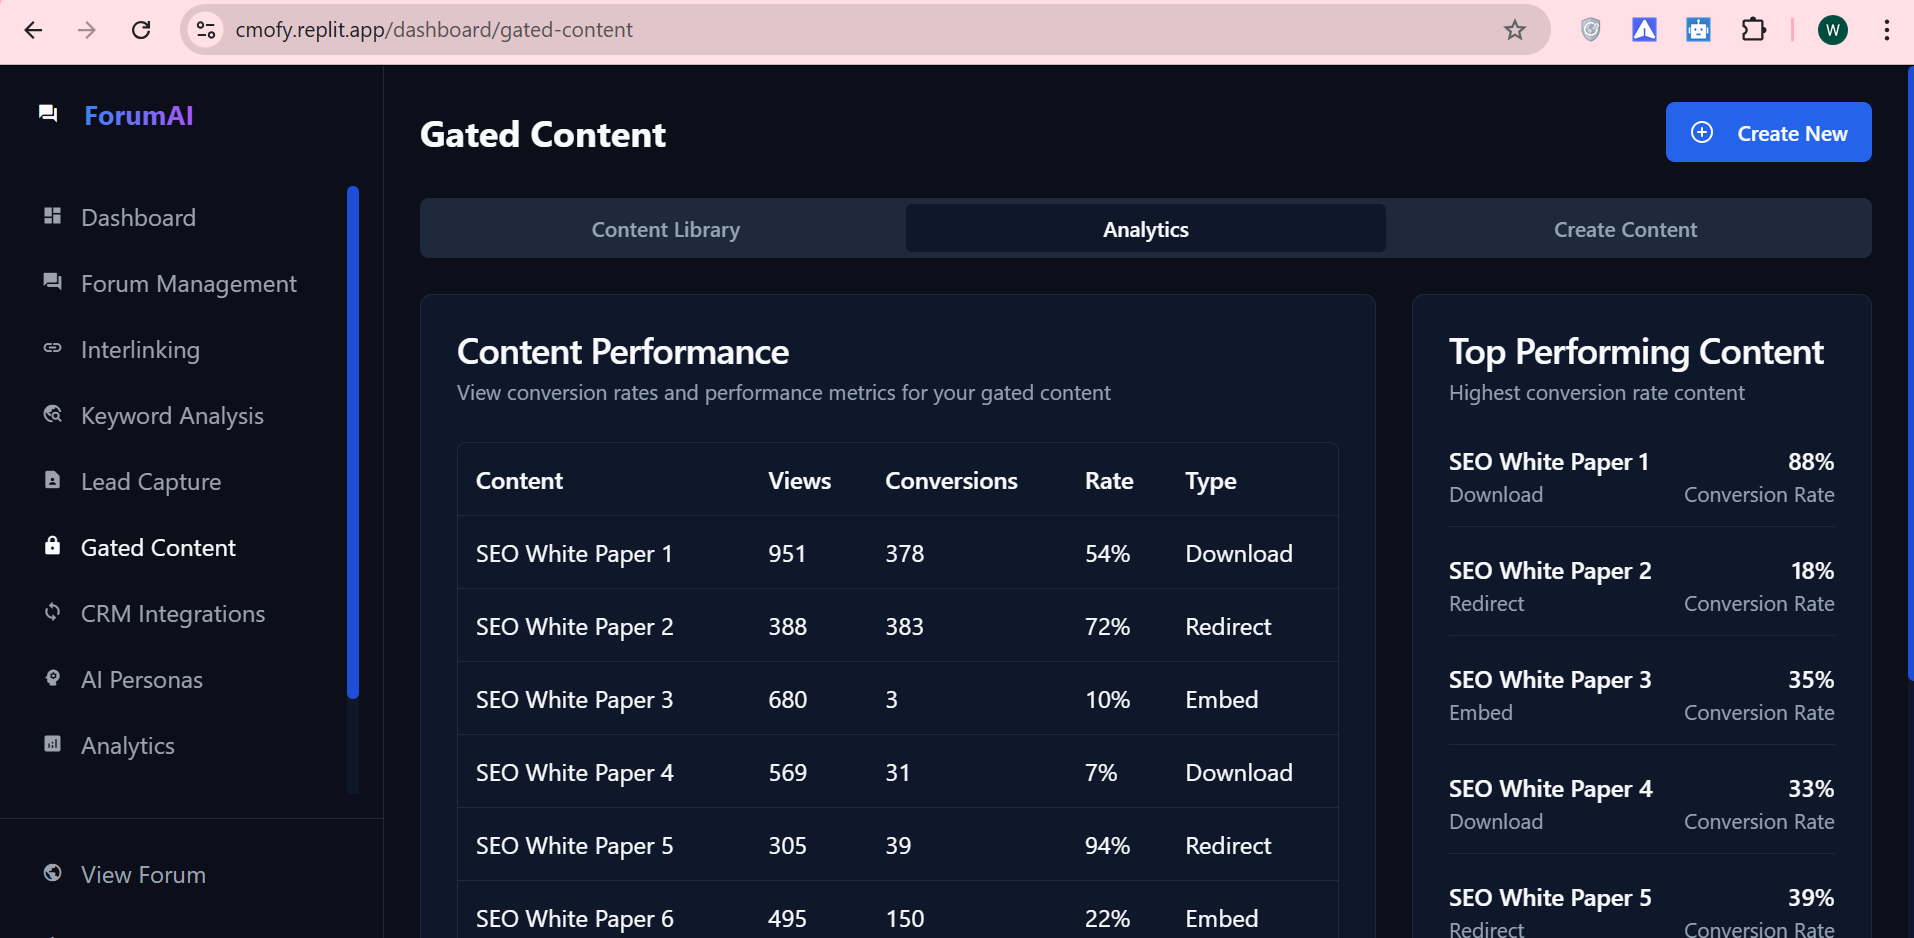 cmofy.replit.app/dashboard/gated-content
W
ForumAI
Dashboard
Forum Management
Interlinking
Keyword Analysis
Lead Capture
Gated Content
CRM Integrations
AI Personas
Analytics
View Forum
Gated Content
Create New
Content Library
Analytics
Create Content
Content Performance
View conversion rates and performance metrics for your gated content
Content Views Conversions Rate Type
SEO White Paper 1 951 378 54% Download
SEO White Paper 2 388 383 72% Redirect
SEO White Paper 3 680 3 10% Embed
SEO White Paper 4 569 31 7% Download
SEO White Paper 5 305 39 94% Redirect
SEO White Paper 6 495 150 22% Embed
Top Performing Content
Highest conversion rate content
SEO White Paper 1 88%
Download Conversion Rate
SEO White Paper 2 18%
Redirect Conversion Rate
SEO White Paper 3 35%
Embed Conversion Rate
SEO White Paper 4 33%
Download Conversion Rate
SEO White Paper 5 39%
Redirect Conversion Rate